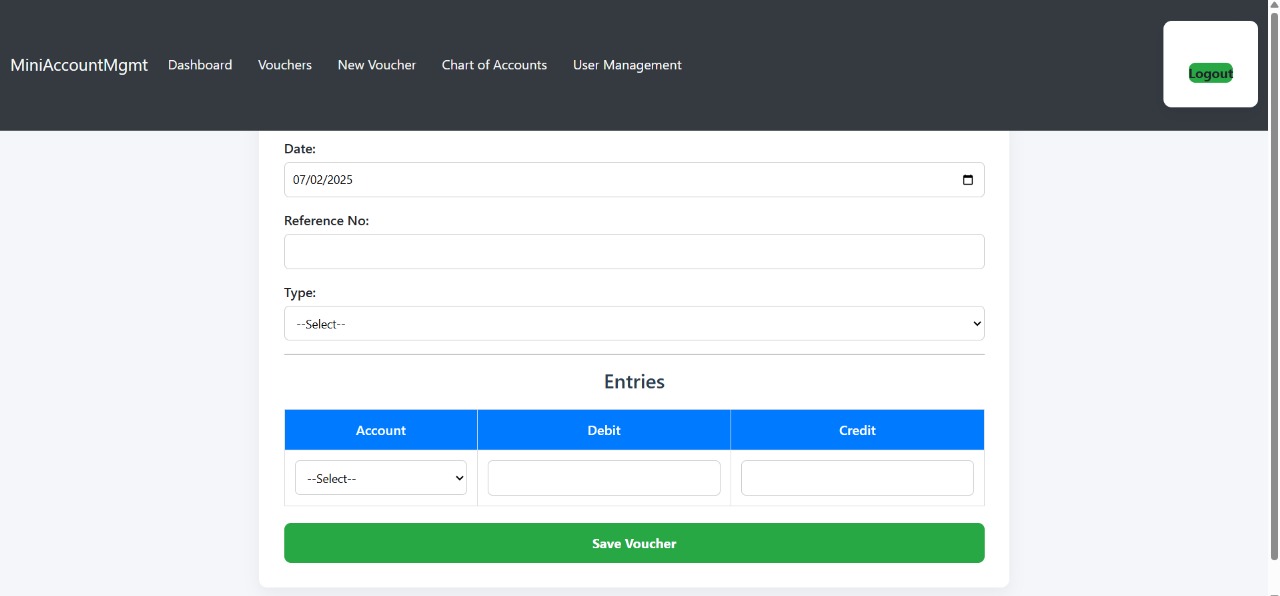 MiniAccountMgmt Dashboard Vouchers New Voucher Chart of Accounts User Management Logout
Date:
07/02/2025
Reference No:
Type:
--Select--
Entries
Account Debit Credit
--Select--
Save Voucher